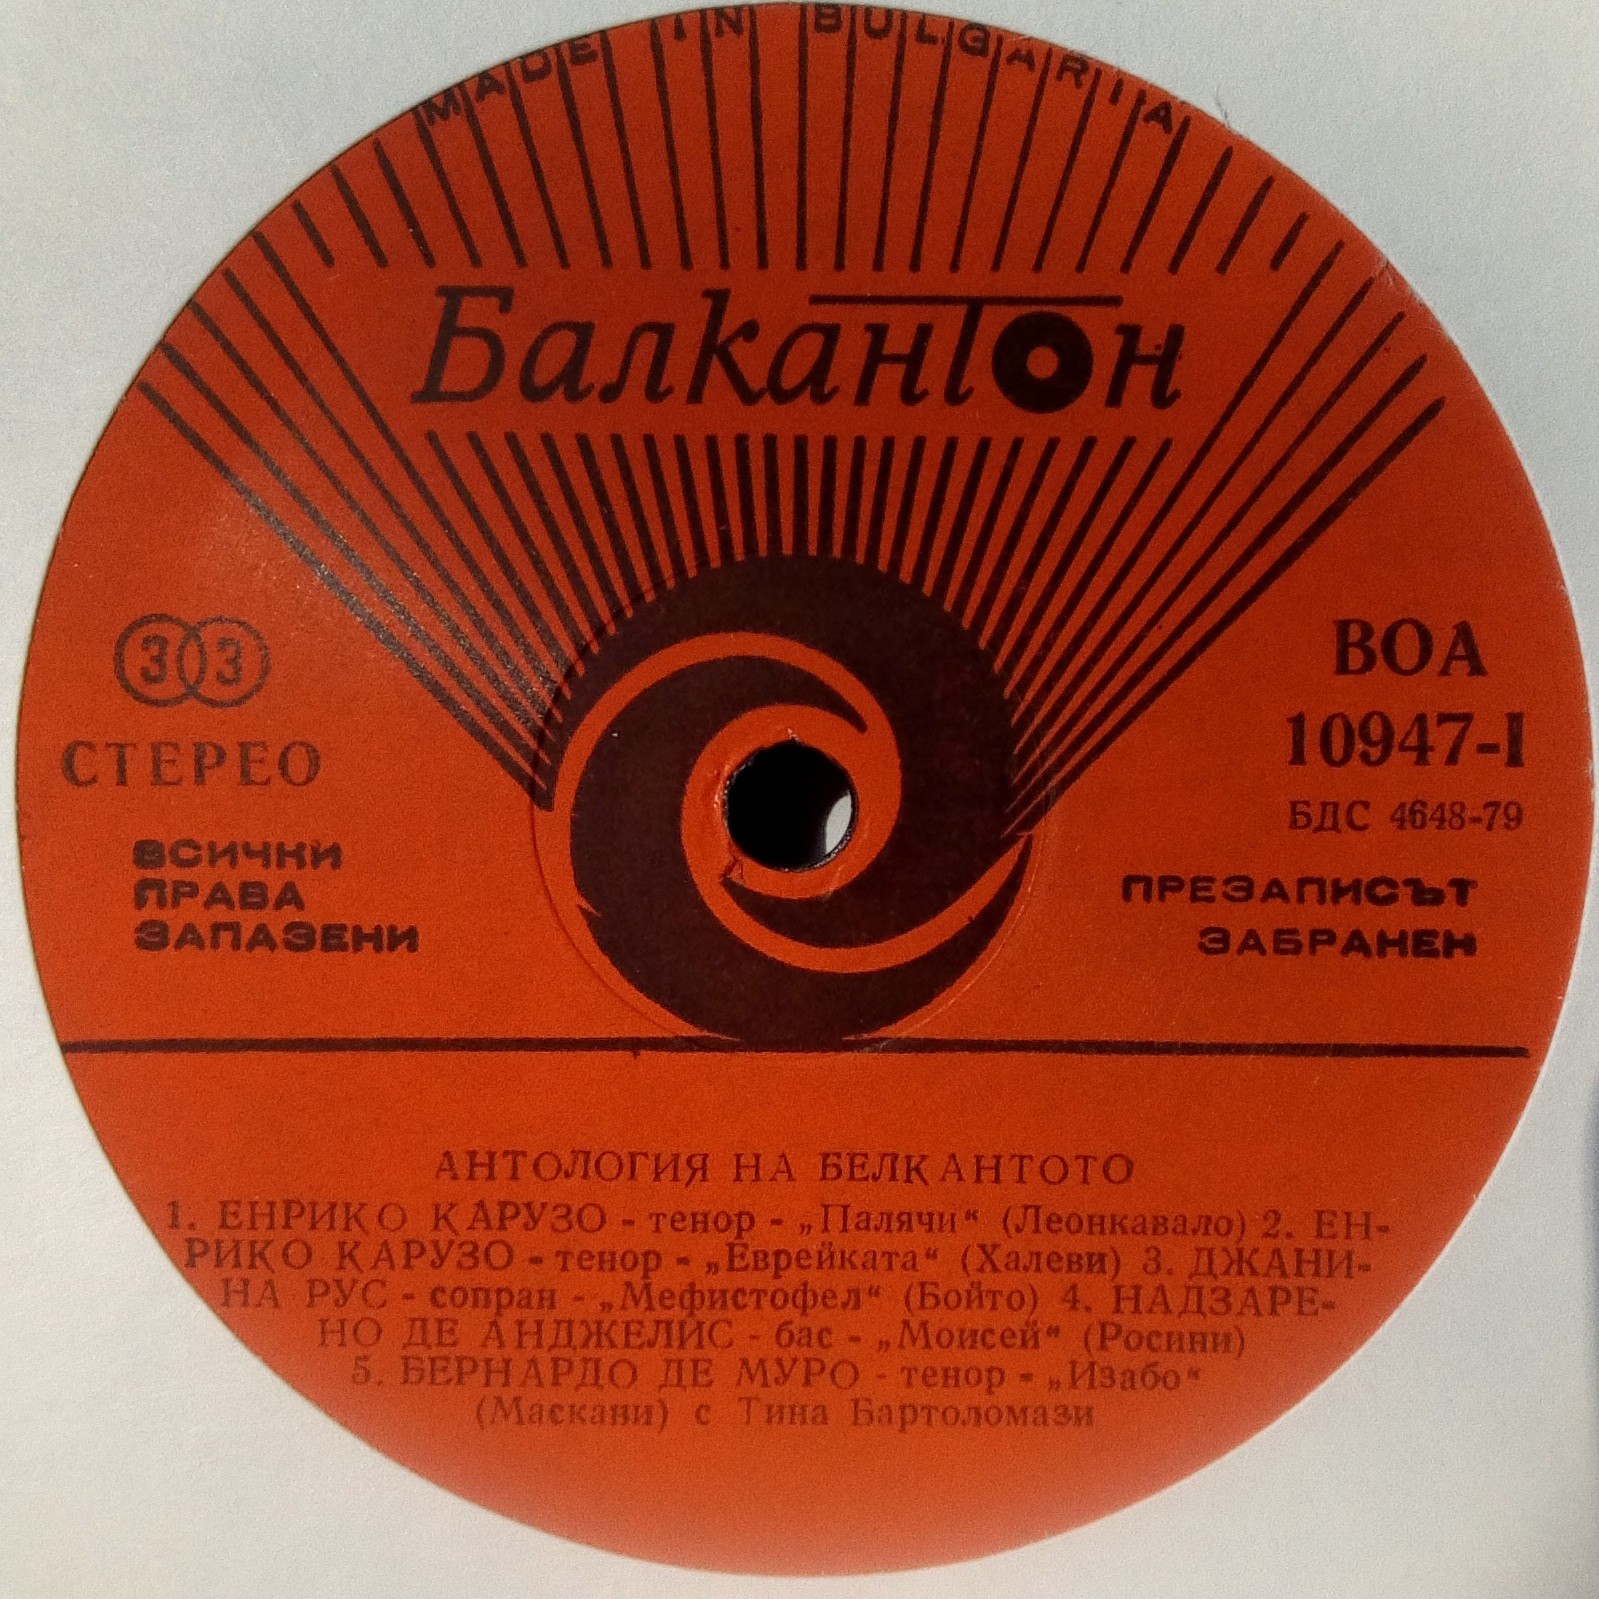 MADE IN BULGARIA
Балкантон
33
СТЕРЕО
ВСИЧКИ
ПРАВА
ЗАПАЗЕНИ
ВОА
10947-I
БДС 4648-79
ПРЕЗАПИСЪТ
ЗАБРАНЕН
АНТОЛОГИЯ НА БЕЛКАНТОТО
1. ЕНРИКО КАРУЗО - тенор - „Палячи“ (Леонкавало) 2. ЕН-
РИКО КАРУЗО - тенор - „Еврейката“ (Халеви) 3. ДЖАНИ-
НА РУС - сопран - „Мефистофел“ (Бойто) 4. НАДЗАРЕ-
НО ДЕ АНДЖЕЛИС - бас - „Моисей“ (Росини)
5. БЕРНАРДО ДЕ МУРО - тенор - „Изабо“
(Маскани) с Тина Бартоломази